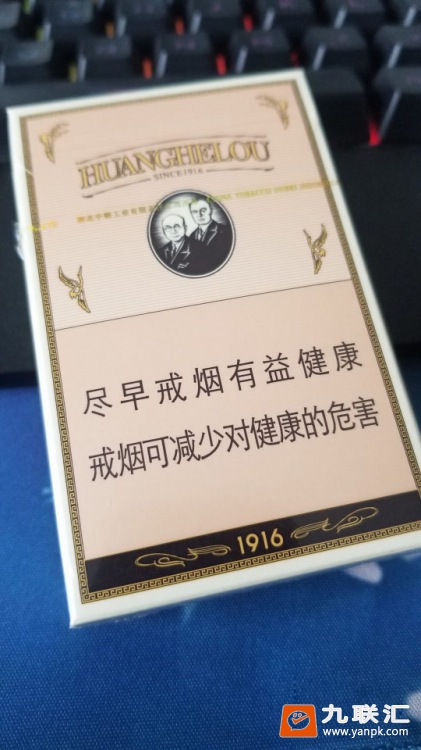 HUANGHELOU
SINCE 1916
尽早戒烟有益健康
戒烟可减少对健康的危害
1916
九联汇
www.yanpk.com